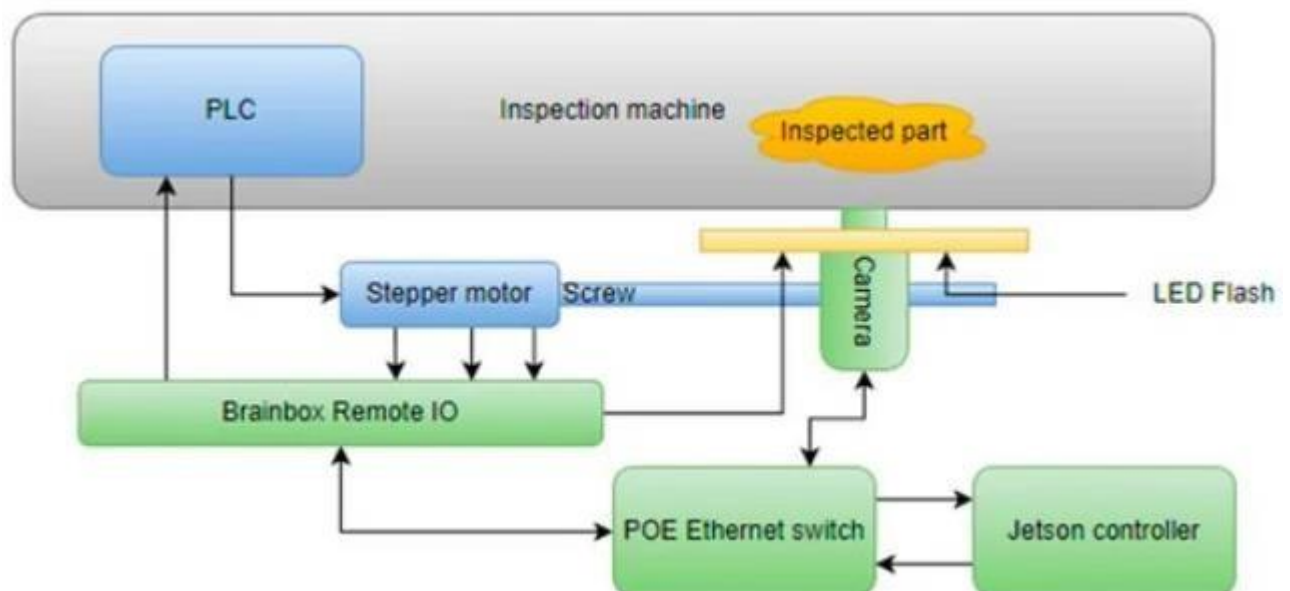 PLC
Inspection machine
Inspected part
Stepper motor
Screw
Camera
LED Flash
Brainbox Remote IO
POE Ethernet switch
Jetson controller